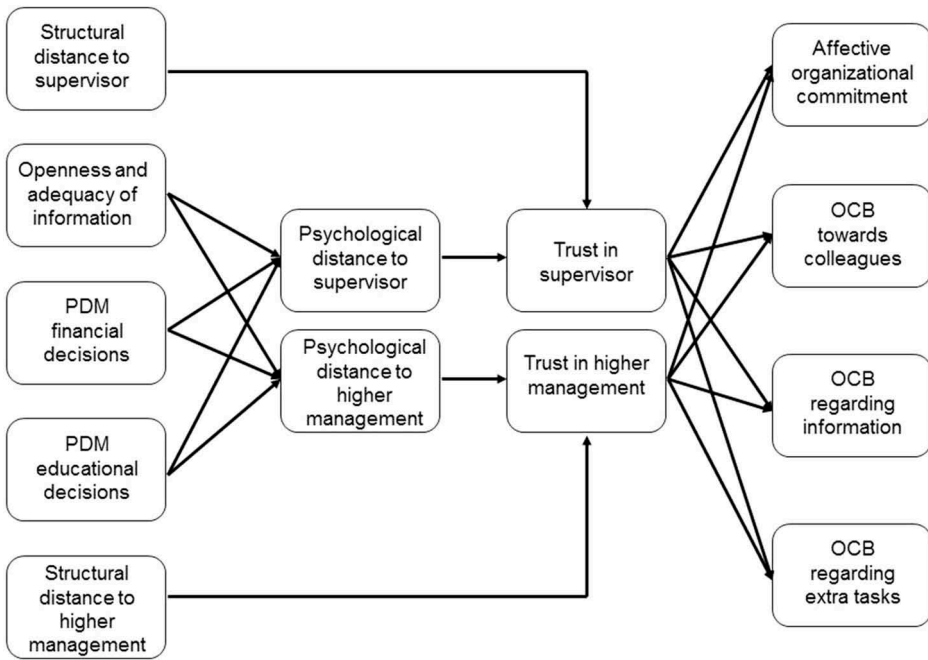 Structural
distance to
supervisor
Openness and
adequacy of
information
PDM
financial
decisions
PDM
educational
decisions
Structural
distance to
higher
management
Psychological
distance to
supervisor
Psychological
distance to
higher
management
Trust in
supervisor
Trust in higher
management
Affective
organizational
commitment
OCB
towards
colleagues
OCB
regarding
information
OCB
regarding
extra tasks